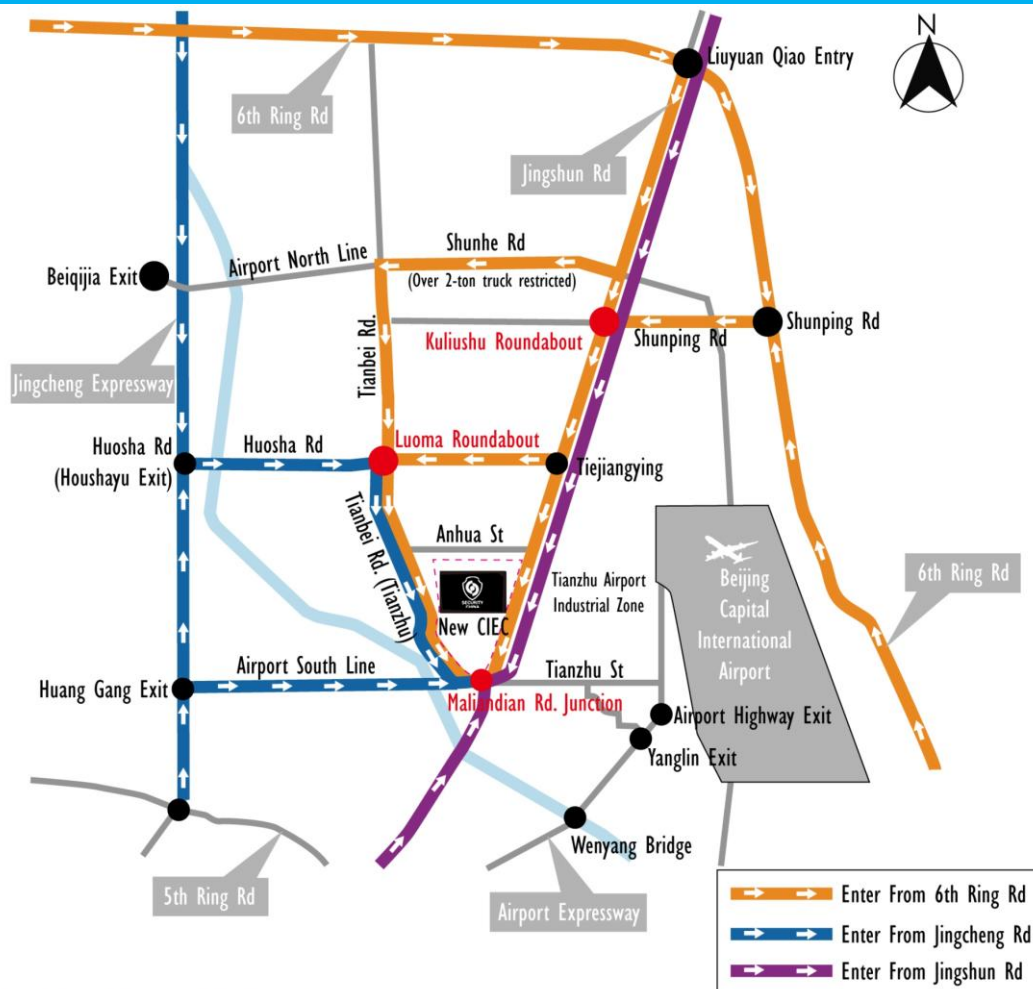 N
Liuyuan Qiao Entry
6th Ring Rd
Jingshun Rd
Shunhe Rd
(Over 2-ton truck restricted)
Airport North Line
Beiqijia Exit
Tianbei Rd.
Kuliushu Roundabout
Shunping Rd
Shunping Rd
Jingcheng Expressway
Huosha Rd
(Houshayu Exit)
Huosha Rd
Luoma Roundabout
Tiejiangying
Tianbei Rd. (Tianzhu)
Anhua St
SECURITY
CHINA
New CIEC
Tianzhu Airport
Industrial Zone
Beijing
Capital
International
Airport
6th Ring Rd
Huang Gang Exit
Airport South Line
Tianzhu St
Maliandian Rd. Junction
Airport Highway Exit
Yanglin Exit
Wenyang Bridge
5th Ring Rd
Airport Expressway
Enter From 6th Ring Rd
Enter From Jingcheng Rd
Enter From Jingshun Rd